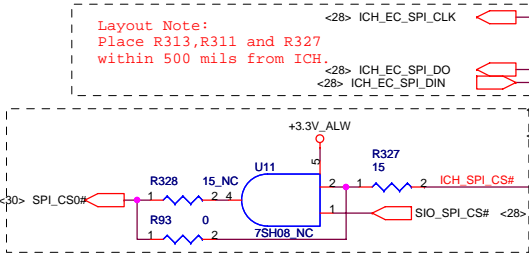 Layout Note:
Place R313,R311 and R327
within 500 mils from ICH.
<28> ICH_EC_SPI_CLK
<28> ICH_EC_SPI_DO
<28> ICH_EC_SPI_DIN
+3.3V_ALW
R328
15_NC
U11
5
R327
15
1
2
4
2
1
2
ICH_SPI_CS#
<30> SPI_CS0#
R93
0
1
SIO_SPI_CS# <28>
1
2
7SH08_NC